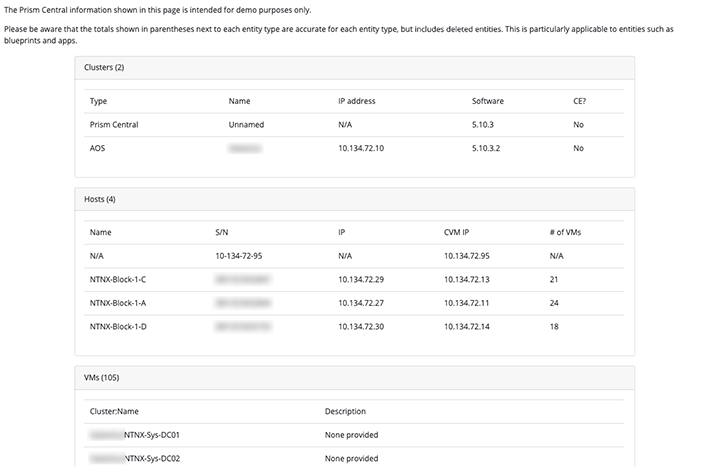 The Prism Central information shown in this page is intended for demo purposes only.
Please be aware that the totals shown in parentheses next to each entity type are accurate for each entity type, but includes deleted entities. This is particularly applicable to entities such as
blueprints and apps.
Clusters (2)
Type Name IP address Software CE?
Prism Central Unnamed N/A 5.10.3 No
AOS 10.134.72.10 5.10.3.2 No
Hosts (4)
Name S/N IP CVM IP # of VMs
N/A 10-134-72-95 N/A 10.134.72.95 N/A
NTNX-Block-1-C 10.134.72.29 10.134.72.13 21
NTNX-Block-1-A 10.134.72.27 10.134.72.11 24
NTNX-Block-1-D 10.134.72.30 10.134.72.14 18
VMs (105)
Cluster:Name Description
NTNX-Sys-DC01 None provided
NTNX-Sys-DC02 None provided